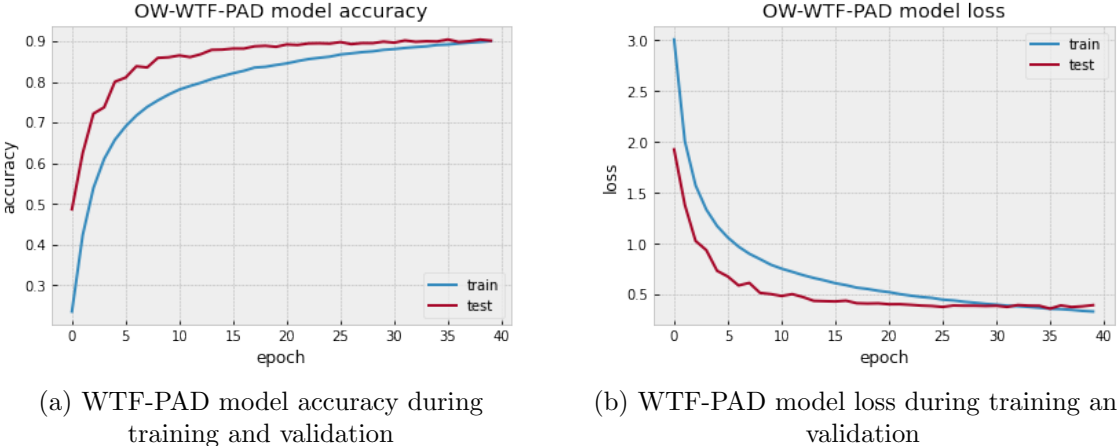 OW-WTF-PAD model accuracy
0.9
0.8
0.7
0.6
0.5
0.4
0.3
accuracy
train
test
0 5 10 15 20 25 30 35 40
epoch
(a) WTF-PAD model accuracy during
training and validation
OW-WTF-PAD model loss
3.0
2.5
2.0
1.5
1.0
0.5
loss
train
test
0 5 10 15 20 25 30 35 40
epoch
(b) WTF-PAD model loss during training an
validation